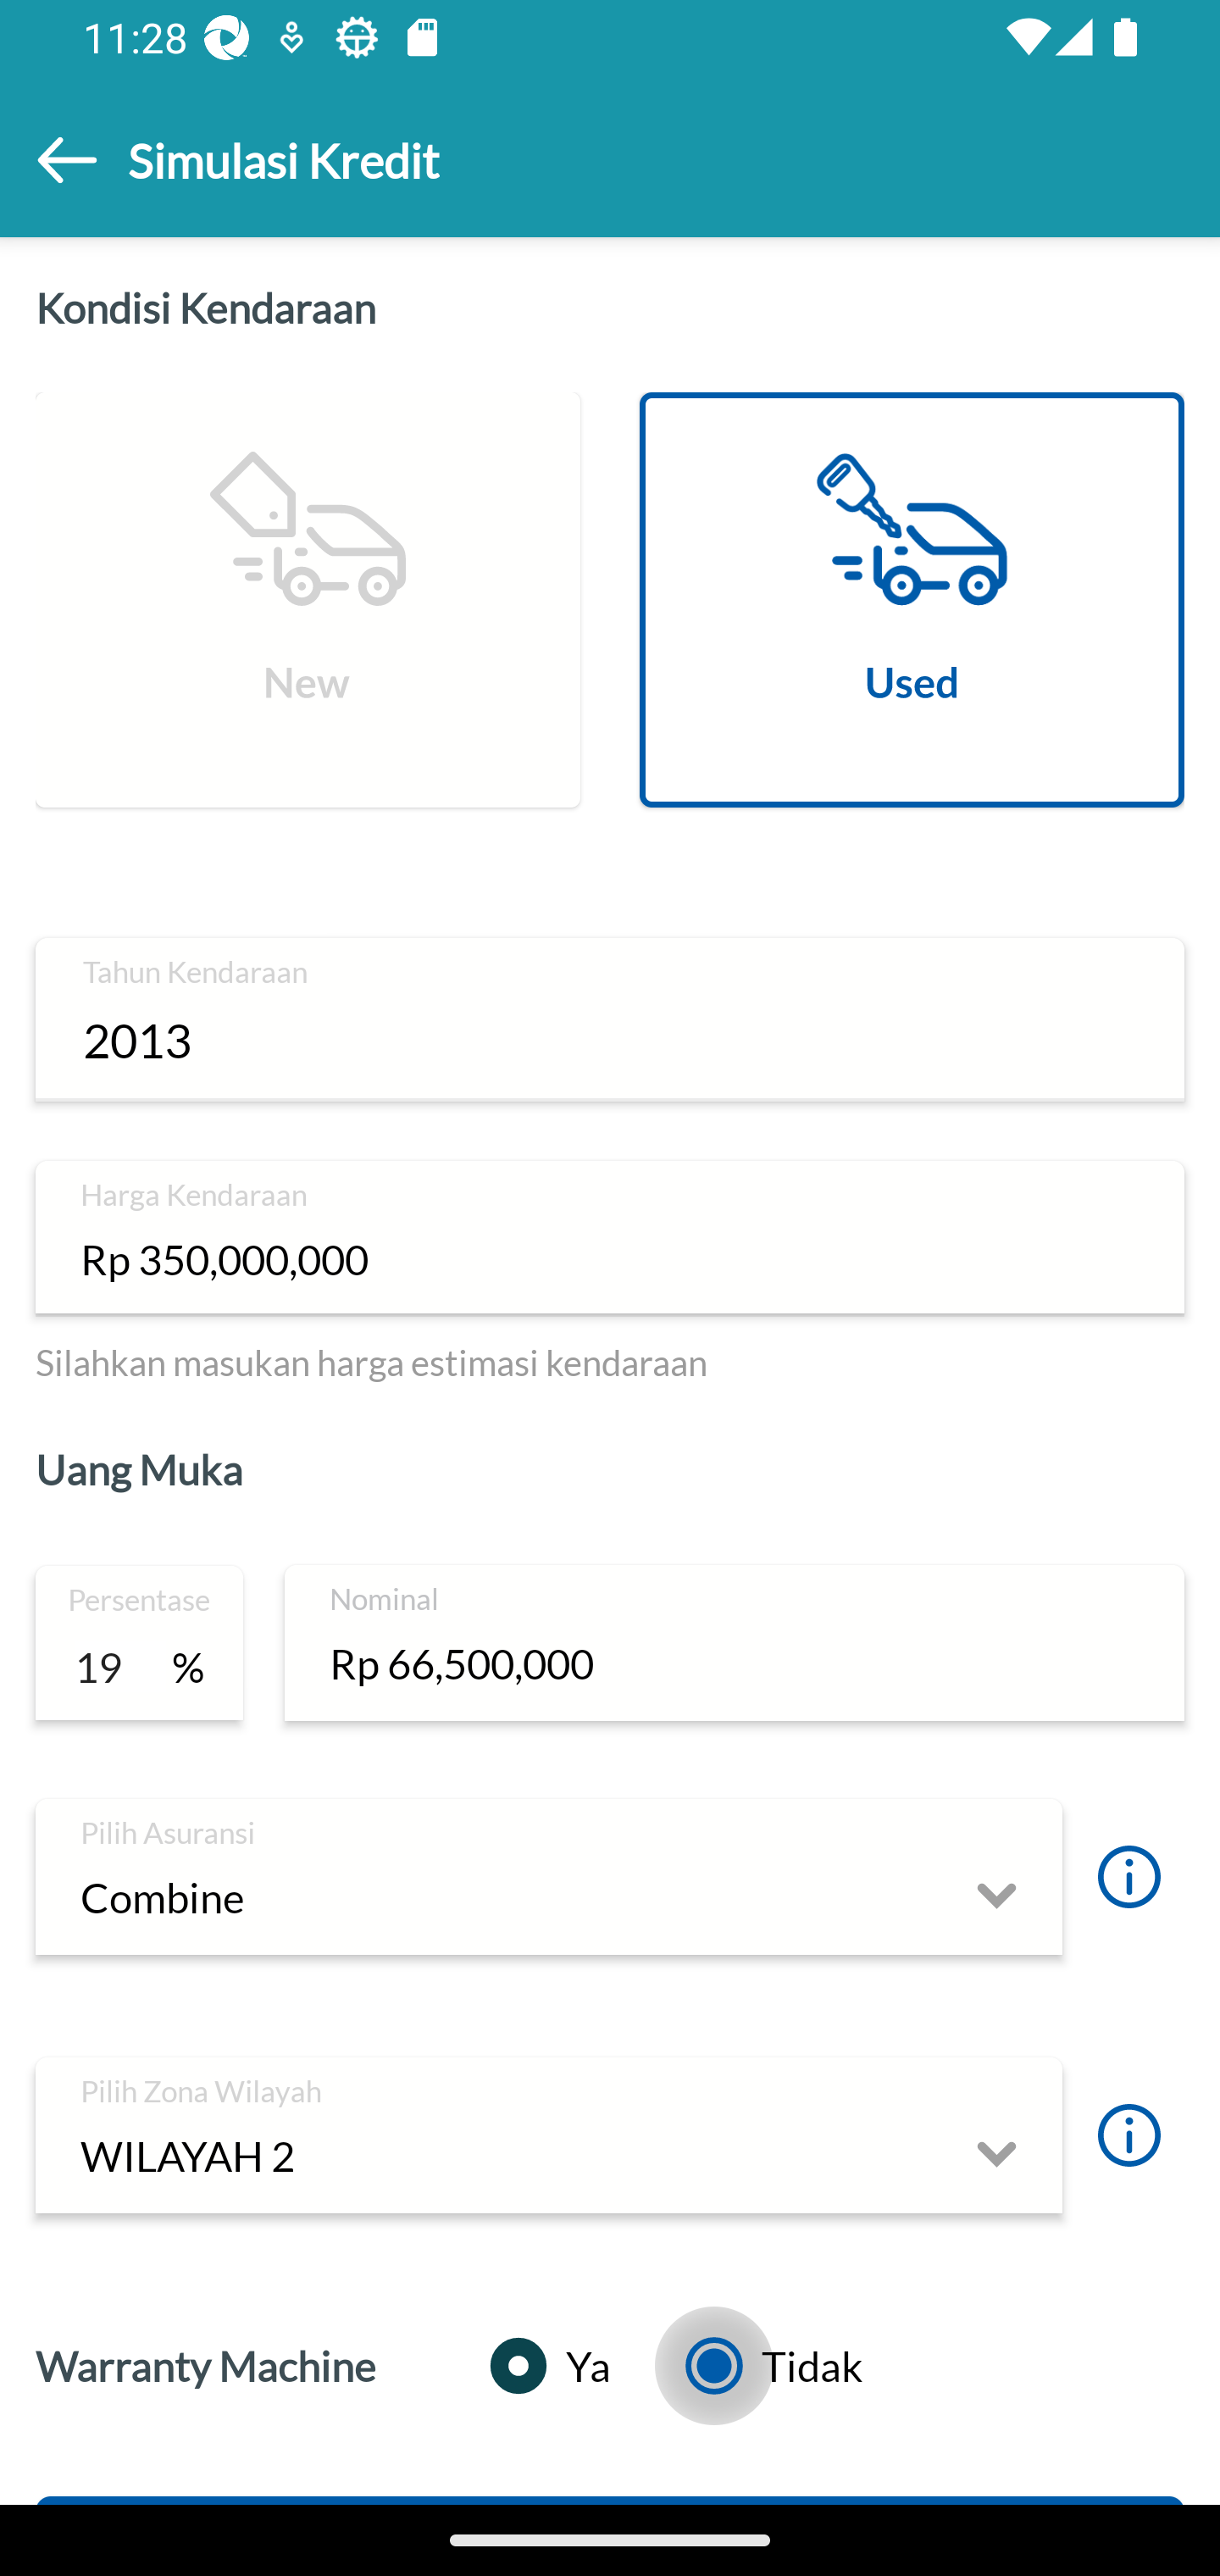 11:28
Simulasi Kredit
Kondisi Kendaraan
New
Used
Tahun Kendaraan
2013
Harga Kendaraan
Rp 350,000,000
Silahkan masukan harga estimasi kendaraan
Uang Muka
Persentase
19 %
Nominal
Rp 66,500,000
Pilih Asuransi
Combine
Pilih Zona Wilayah
WILAYAH 2
Warranty Machine Ya Tidak